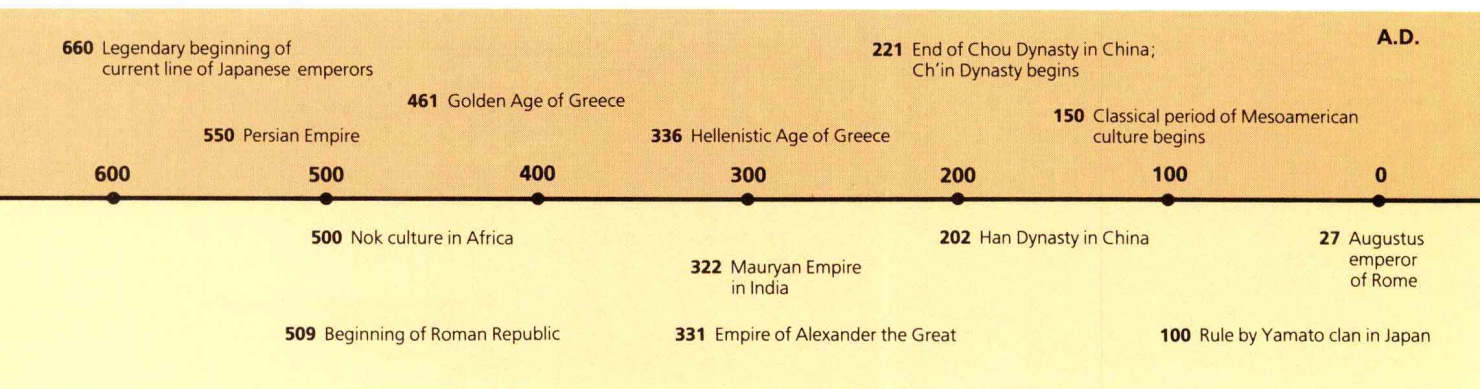 660 Legendary beginning of
current line of Japanese emperors
221 End of Chou Dynasty in China;
Ch'in Dynasty begins
A.D.
461 Golden Age of Greece
150 Classical period of Mesoamerican
culture begins
550 Persian Empire
336 Hellenistic Age of Greece
600 500 400 300 200 100 0
500 Nok culture in Africa
202 Han Dynasty in China
27 Augustus
emperor
of Rome
322 Mauryan Empire
in India
509 Beginning of Roman Republic
331 Empire of Alexander the Great
100 Rule by Yamato clan in Japan